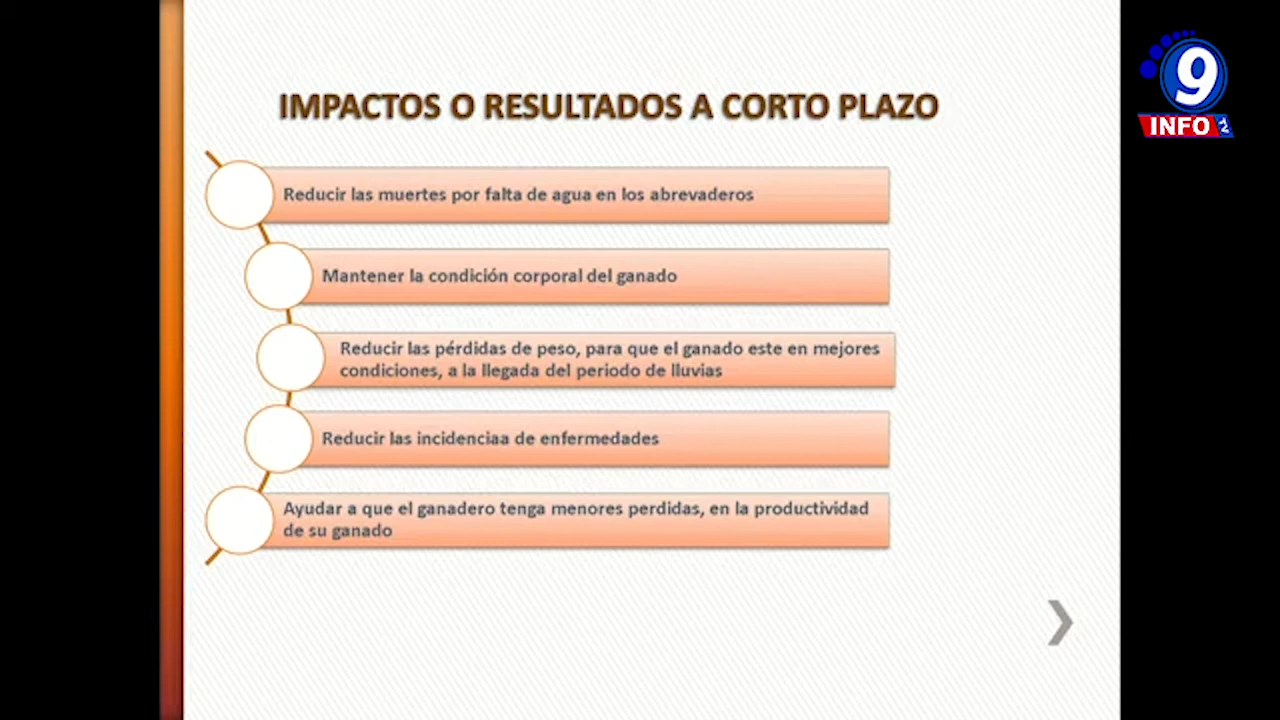 IMPACTOS O RESULTADOS A CORTO PLAZO
Reducir las muertes por falta de agua en los abrevaderos
Mantener la condición corporal del ganado
Reducir las pérdidas de peso, para que el ganado este en mejores
condiciones, a la llegada del periodo de lluvias
Reducir las incidenciaa de enfermedades
Ayudar a que el ganadero tenga menores perdidas, en la productividad
de su ganado
9
INFO 7/2